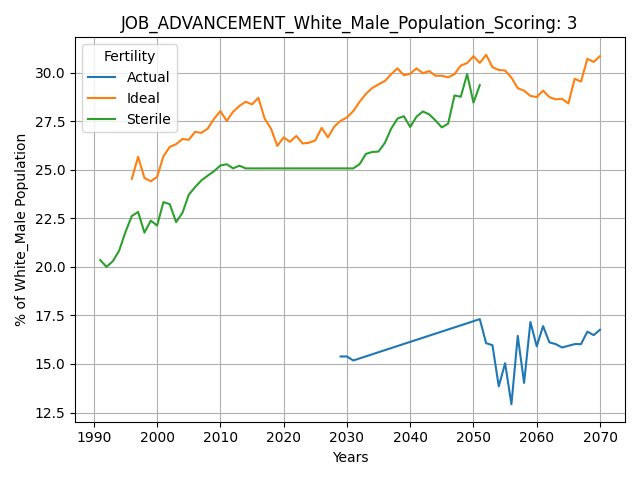 JOB_ADVANCEMENT_White_Male_Population_Scoring: 3
Fertility
Actual
Ideal
Sterile
% of White_Male Population
30.0
27.5
25.0
22.5
20.0
17.5
15.0
12.5
1990 2000 2010 2020 2030 2040 2050 2060 2070
Years